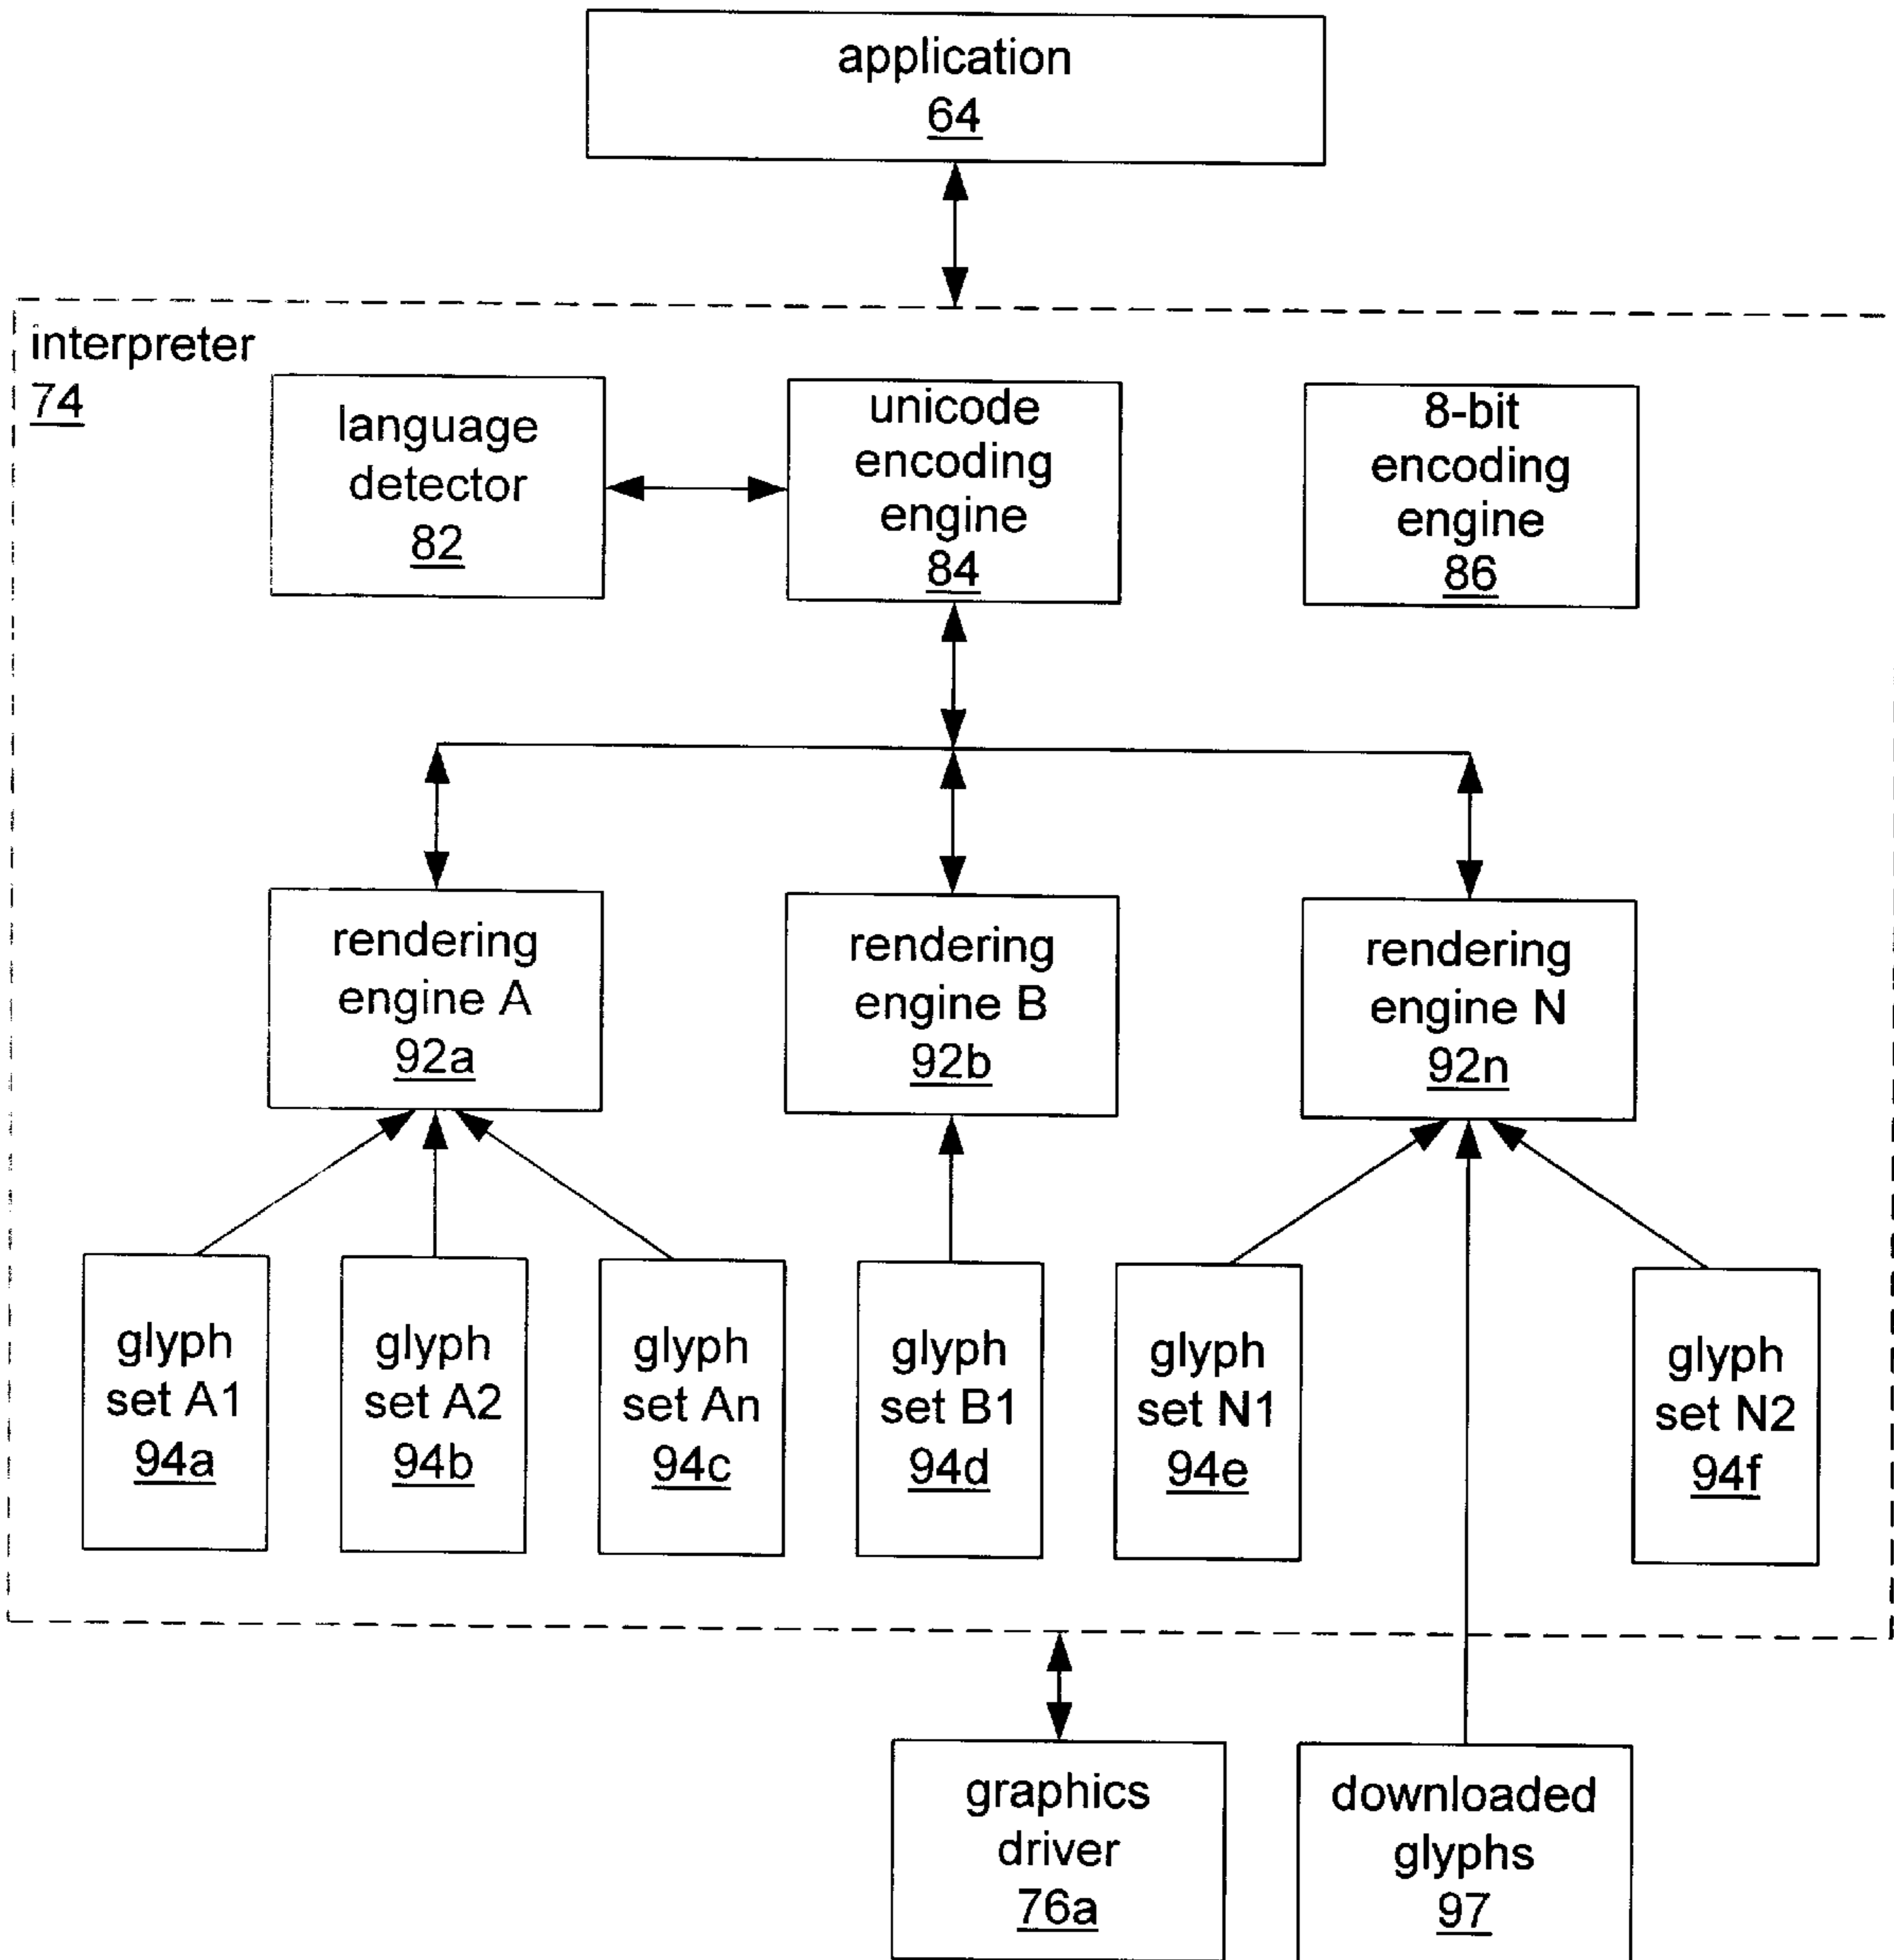 application
64
interpreter
74
language
detector
82
unicode
encoding
engine
84
8-bit
encoding
engine
86
rendering
engine A
92a
rendering
engine B
92b
rendering
engine N
92n
glyph
set A1
94a
glyph
set A2
94b
glyph
set An
94c
glyph
set B1
94d
glyph
set N1
94e
glyph
set N2
94f
graphics
driver
76a
downloaded
glyphs
97